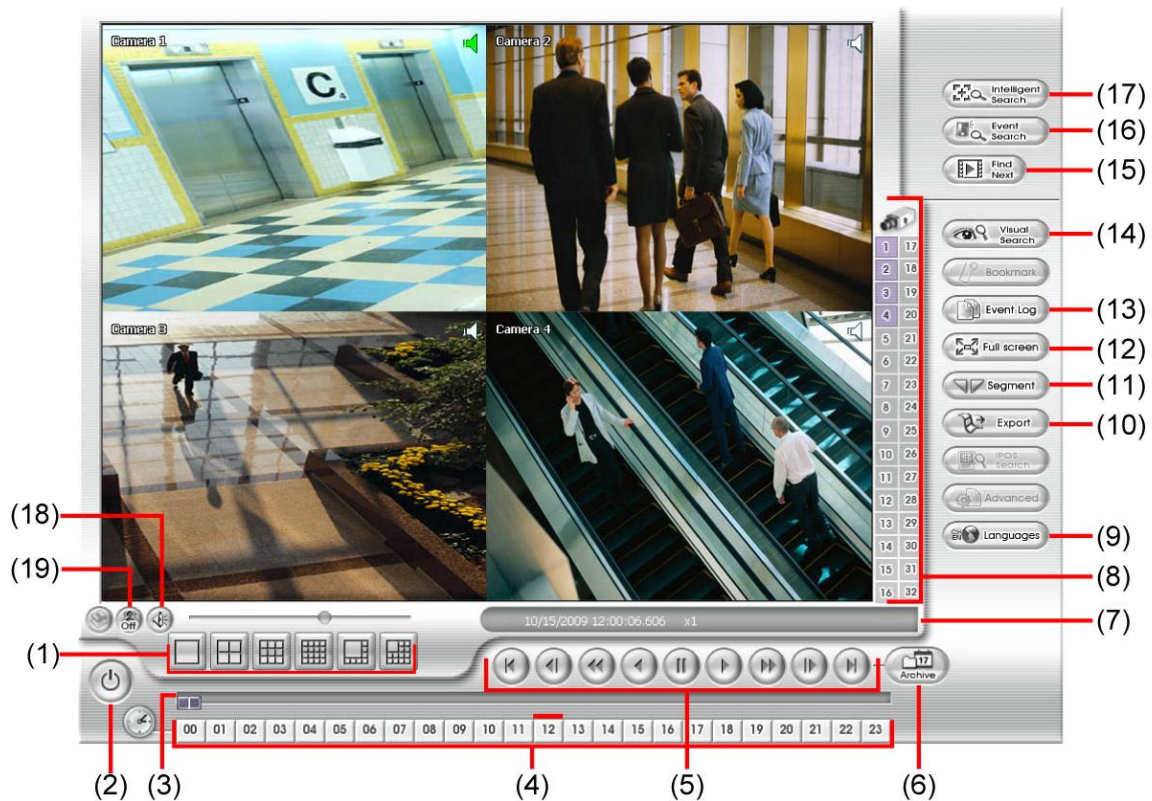 Camera 1
Camera 2
C
4
Intelligent Search
(17)
Event Search
(16)
Find Next
(15)
Visual Search
(14)
Bookmark
Event Log
(13)
Full screen
(12)
Segment
(11)
Export
(10)
iPOS Search
Advanced
Languages
(9)
(8)
1 17
2 18
3 19
4 20
5 21
6 22
7 23
8 24
9 25
10 26
11 27
12 28
13 29
14 30
15 31
16 32
Camera 3
Camera 4
(18)
(19)
Off
10/15/2009 12:00:06.606 x1
(7)
(1)
17
Archive
00 01 02 03 04 05 06 07 08 09 10 11 12 13 14 15 16 17 18 19 20 21 22 23
(2) (3) (4) (5) (6)